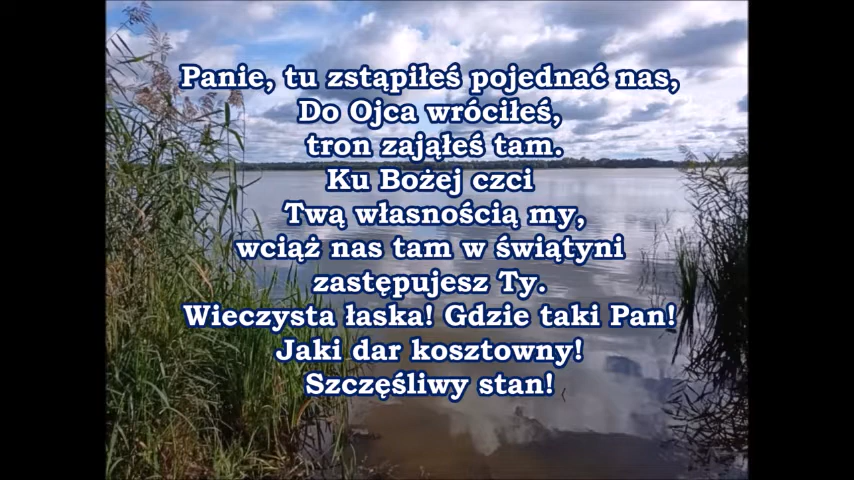 Panie, tu zstąpiłeś pojednać nas,
Do Ojca wróciłeś,
tron zająłeś tam.
Ku Bożej czci
Twą własnością my,
wciąż nas tam w świątyni
zastępujesz Ty.
Wieczysta łaska! Gdzie taki Pan!
Jaki dar kosztowny!
Szczęśliwy stan!